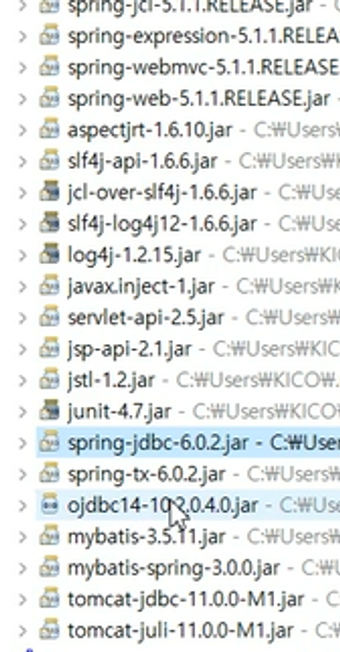 spring-jcl-5.1.1.RELEASE.jar -
spring-expression-5.1.1.RELEA
spring-webmvc-5.1.1.RELEASE
spring-web-5.1.1.RELEASE.jar -
aspectjrt-1.6.10.jar - C:₩Users₩
slf4j-api-1.6.6.jar - C:₩Users₩
jcl-over-slf4j-1.6.6.jar - C:₩Use
slf4j-log4j12-1.6.6.jar - C:₩Use
log4j-1.2.15.jar - C:₩Users₩KIC
javax.inject-1.jar - C:₩Users₩K
servlet-api-2.5.jar - C:₩Users₩
jsp-api-2.1.jar - C:₩Users₩KIC
jstl-1.2.jar - C:₩Users₩KICO₩.
junit-4.7.jar - C:₩Users₩KICO₩
spring-jdbc-6.0.2.jar - C:₩User
spring-tx-6.0.2.jar - C:₩Users₩
ojdbc14-10.2.0.4.0.jar - C:₩Use
mybatis-3.5.11.jar - C:₩Users₩
mybatis-spring-3.0.0.jar - C:₩U
tomcat-jdbc-11.0.0-M1.jar - C
tomcat-juli-11.0.0-M1.jar - C: